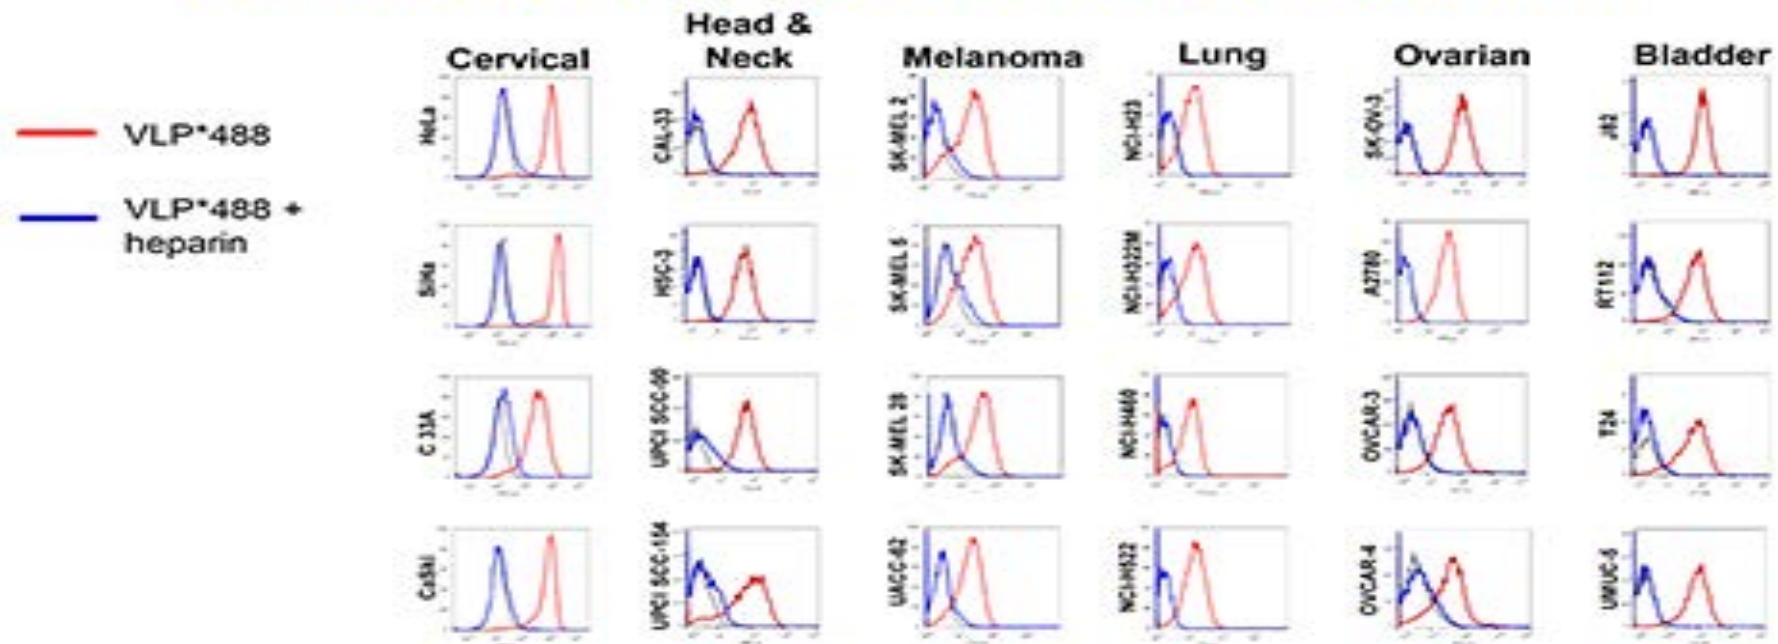 Head &
Cervical Neck Melanoma Lung Ovarian Bladder
VLP*488
VLP*488 +
heparin
HeLa
CAL-33
SK-MEL 2
NCI-H23
SK-OV-3
J82
SiHa
HSC-3
SK-MEL 5
NCI-H322M
A2780
RT112
C 33A
UPCI SCC-90
SK-MEL 28
NCI-H460
OVCAR-3
T24
CaSki
UPCI SCC-154
UACC-62
NCI-H522
OVCAR-4
UMUC-5